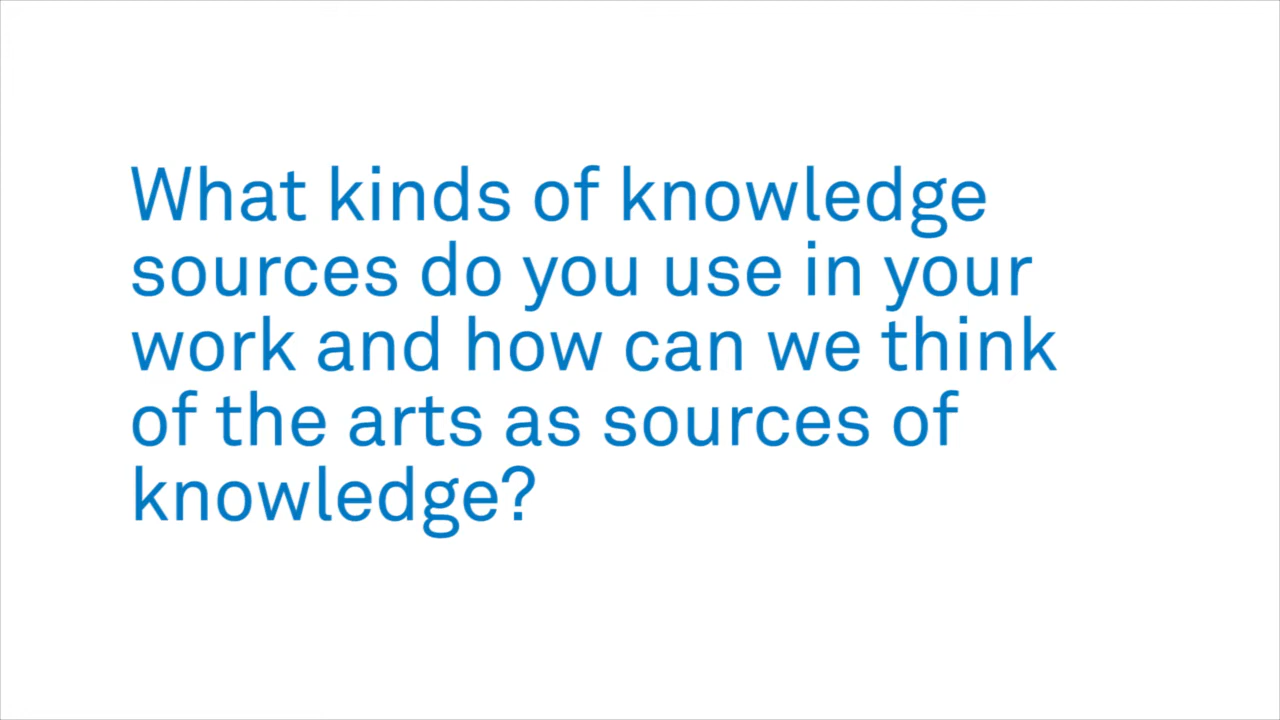 What kinds of knowledge
sources do you use in your
work and how can we think
of the arts as sources of
knowledge?